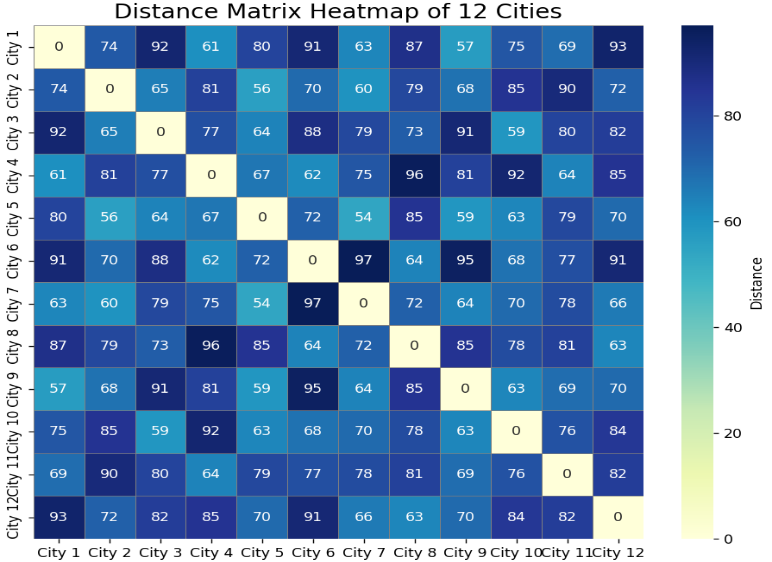 Distance Matrix Heatmap of 12 Cities
City 1 0 74 92 61 80 91 63 87 57 75 69 93
City 2 74 0 65 81 56 70 60 79 68 85 90 72
City 3 92 65 0 77 64 88 79 73 91 59 80 82
City 4 61 81 77 0 67 62 75 96 81 92 64 85
City 5 80 56 64 67 0 72 54 85 59 63 79 70
City 6 91 70 88 62 72 0 97 64 95 68 77 91
City 7 63 60 79 75 54 97 0 72 64 70 78 66
City 8 87 79 73 96 85 64 72 0 85 78 81 63
City 9 57 68 91 81 59 95 64 85 0 63 69 70
City 10 75 85 59 92 63 68 70 78 63 0 76 84
City 11 69 90 80 64 79 77 78 81 69 76 0 82
City 12 93 72 82 85 70 91 66 63 70 84 82 0
City 1 City 2 City 3 City 4 City 5 City 6 City 7 City 8 City 9 City 10 City 11 City 12
80
60
40
20
0
Distance